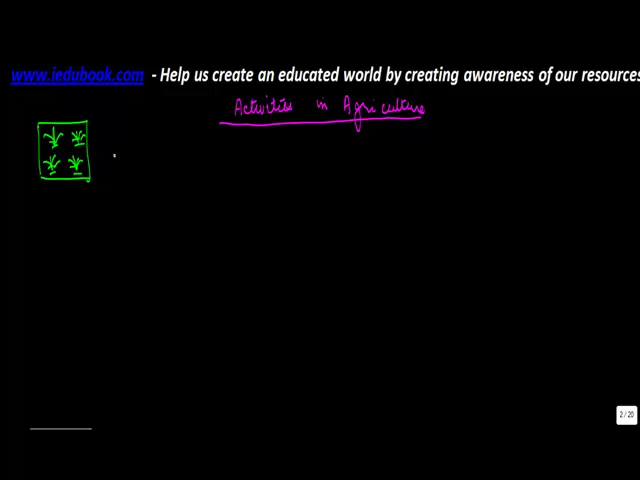 www.iedubook.com - Help us create an educated world by creating awareness of our resources
Activities in Agriculture
2 / 20